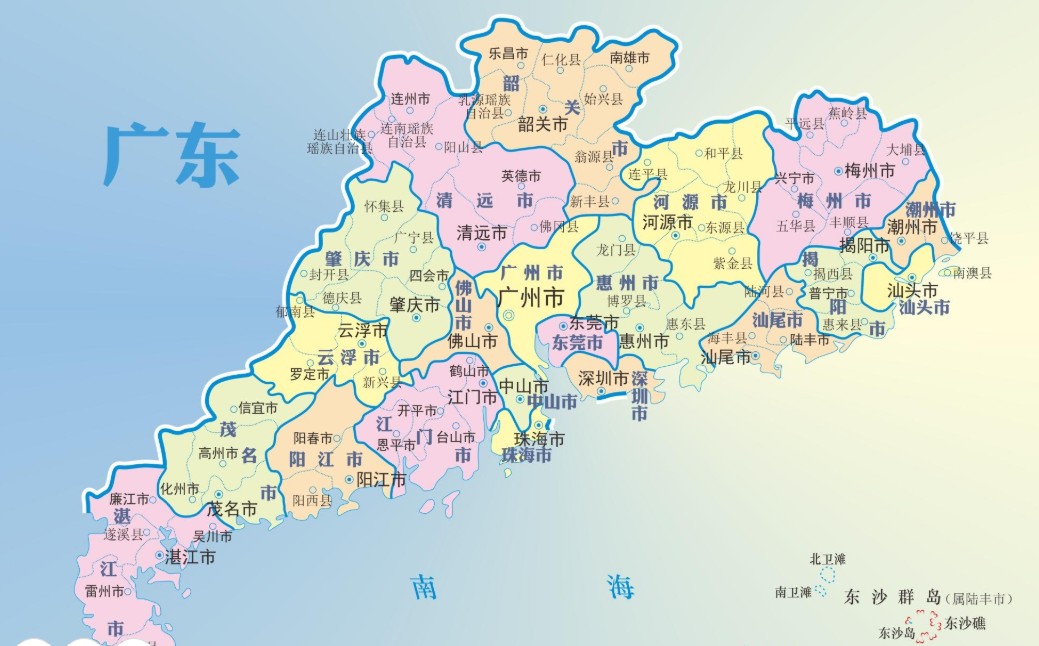 广东
乐昌市
仁化县
南雄市
韶关市
乳源瑶族
自治县
始兴县
韶关市
翁源县
新丰县
连州市
连山壮族
瑶族自治县
连南瑶族
自治县
阳山县
英德市
清远市
清远市
佛冈县
连平县
和平县
龙川县
河源市
河源市
东源县
紫金县
平远县
蕉岭县
大埔县
兴宁市
梅州市
梅州市
五华县
丰顺县
潮州市
潮州市
饶平县
揭阳市
揭阳市
揭西县
普宁市
惠来县
南澳县
汕头市
汕头市
陆河县
汕尾市
海丰县
陆丰市
汕尾市
怀集县
广宁县
肇庆市
封开县
四会市
德庆县
肇庆市
郁南县
云浮市
云浮市
罗定市
新兴县
佛山市
佛山市
广州市
广州市
龙门县
惠州市
博罗县
惠东县
惠州市
东莞市
东莞市
深圳市
深圳市
鹤山市
江门市
开平市
江门市
恩平市
台山市
中山市
中山市
珠海市
珠海市
信宜市
茂名市
高州市
化州市
茂名市
阳春市
阳江市
阳江市
阳西县
廉江市
湛江市
遂溪县
吴川市
湛江市
雷州市
南海
北卫滩
南卫滩
东沙群岛(属陆丰市)
东沙礁
东沙岛